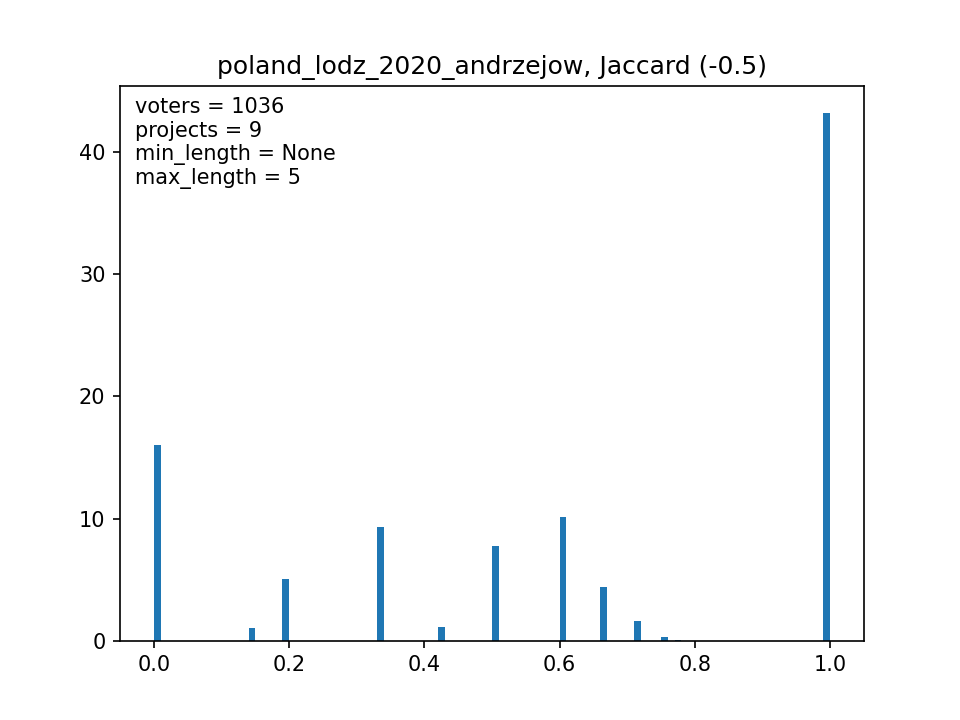 poland_lodz_2020_andrzejow, Jaccard (-0.5)
voters = 1036
projects = 9
min_length = None
max_length = 5
40
30
20
10
0
0.0 0.2 0.4 0.6 0.8 1.0